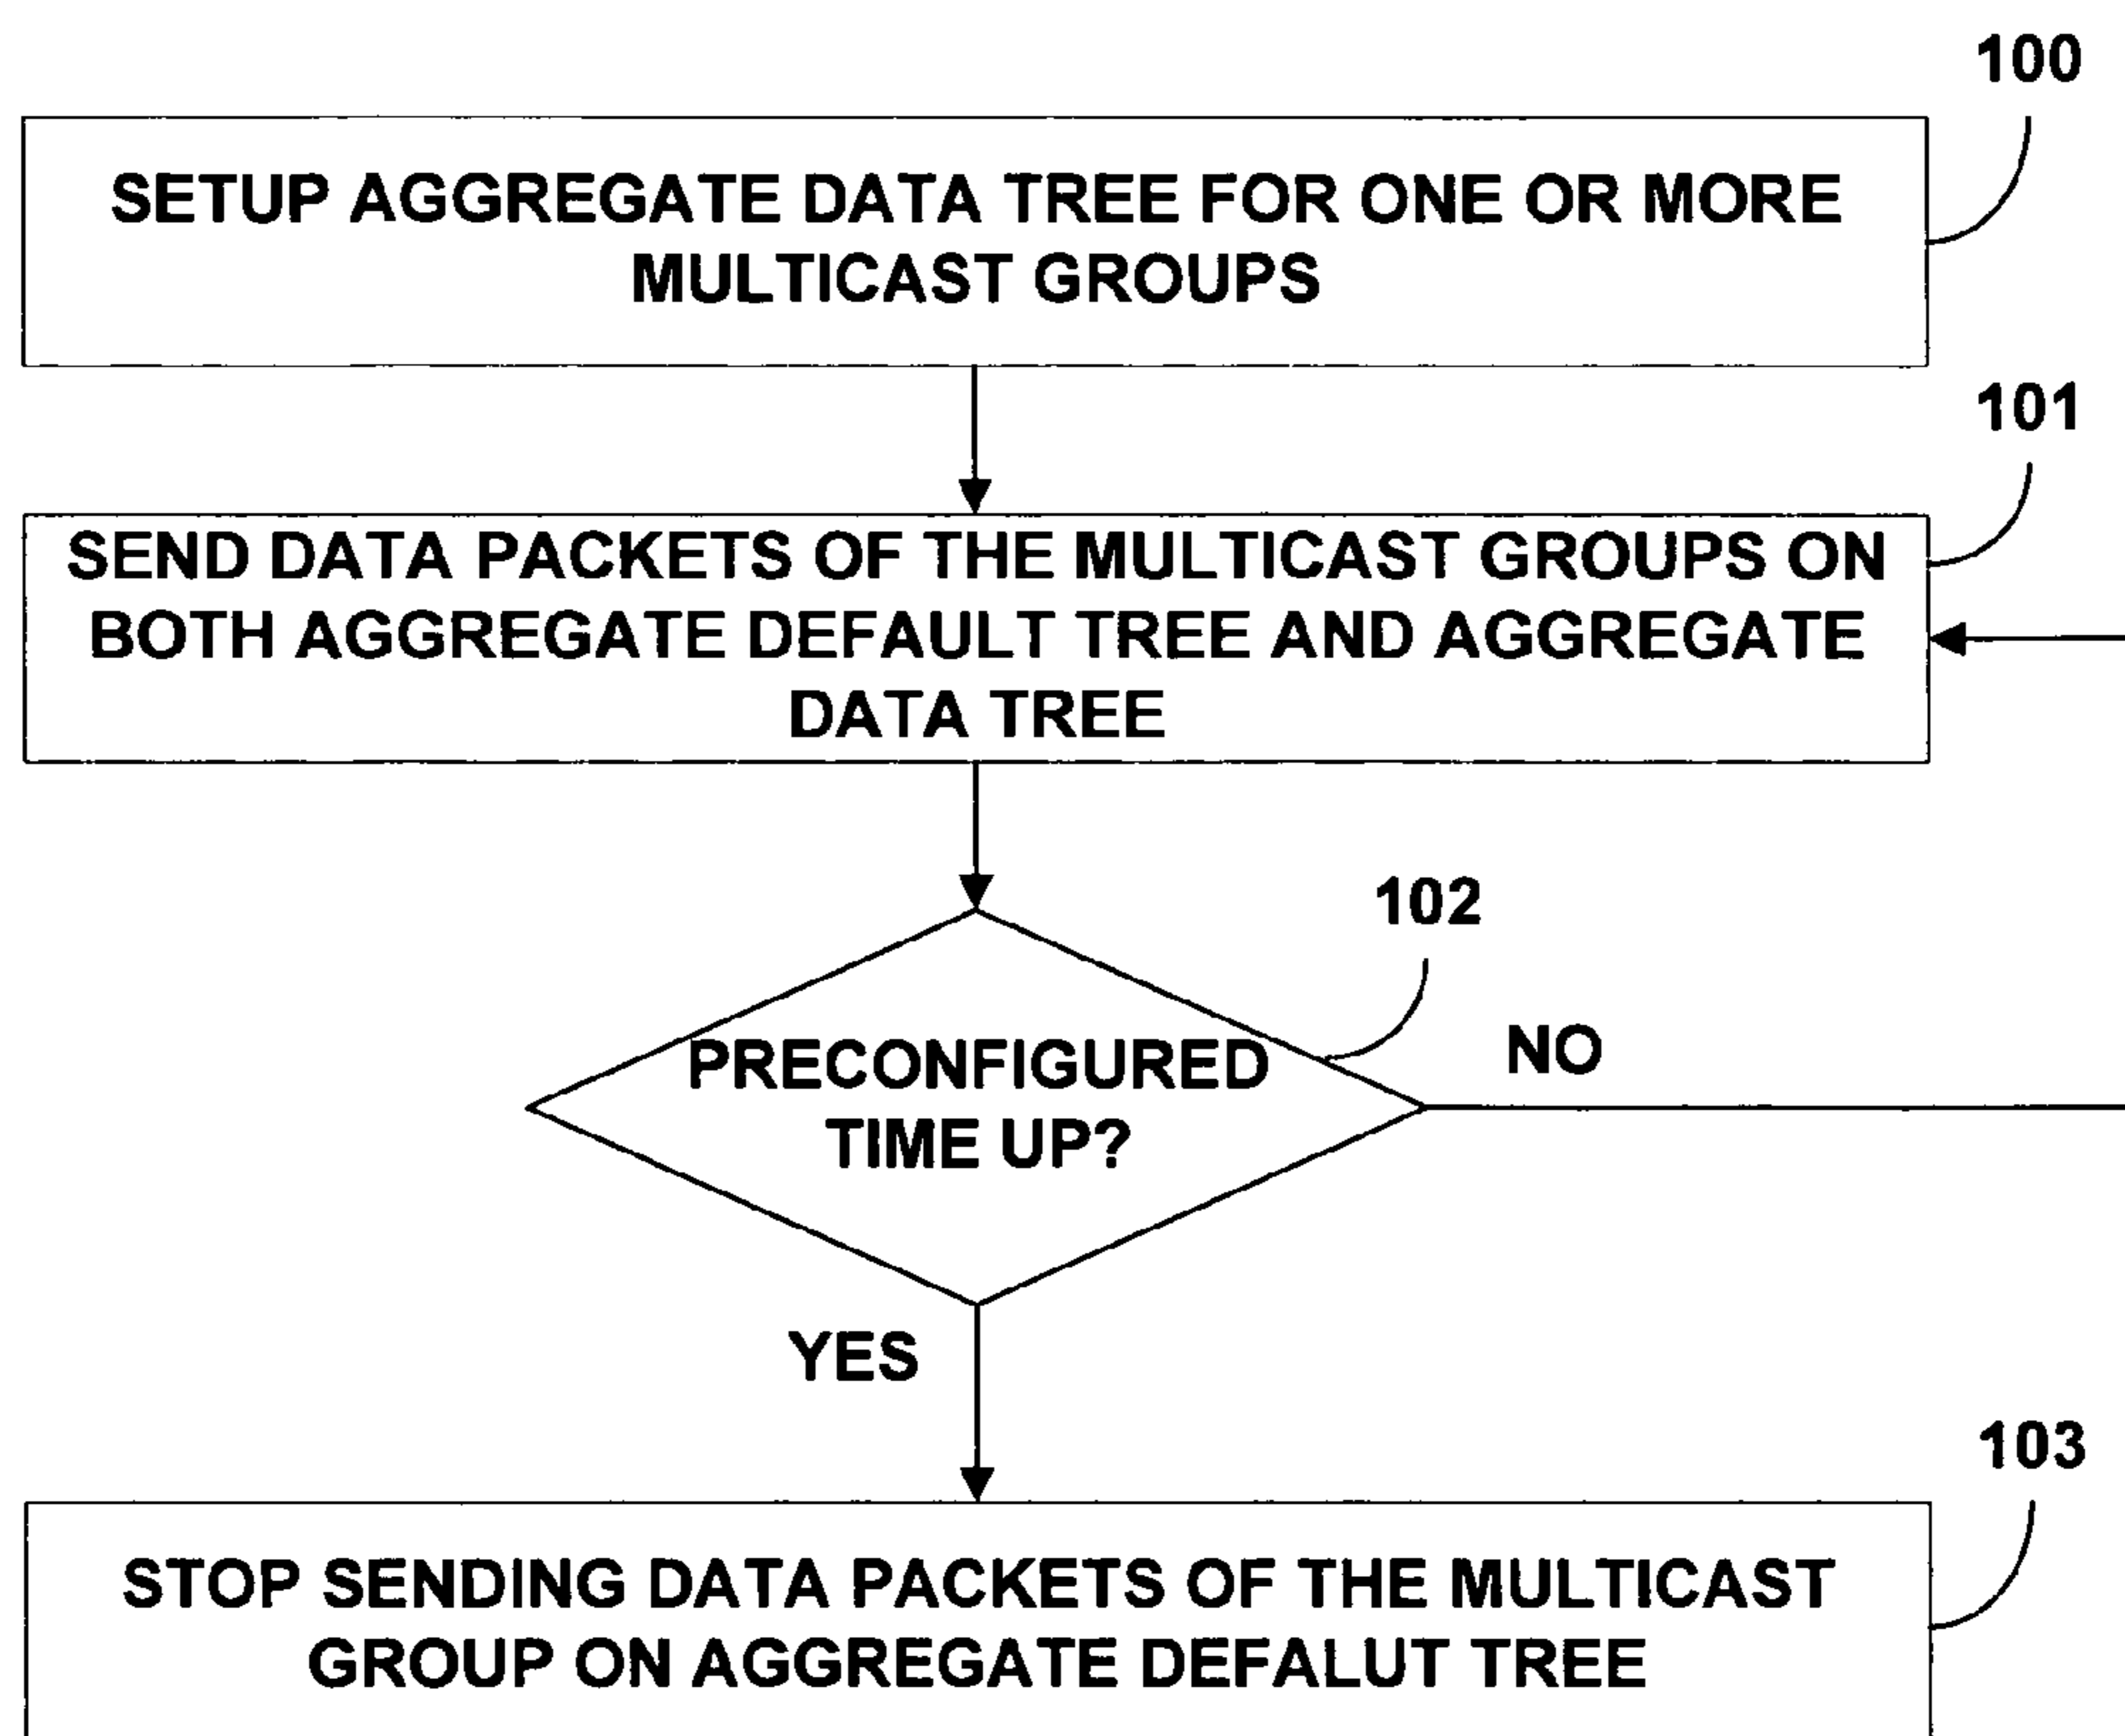 100
SETUP AGGREGATE DATA TREE FOR ONE OR MORE
MULTICAST GROUPS
101
SEND DATA PACKETS OF THE MULTICAST GROUPS ON
BOTH AGGREGATE DEFAULT TREE AND AGGREGATE
DATA TREE
102
PRECONFIGURED
TIME UP?
NO
YES
103
STOP SENDING DATA PACKETS OF THE MULTICAST
GROUP ON AGGREGATE DEFALUT TREE